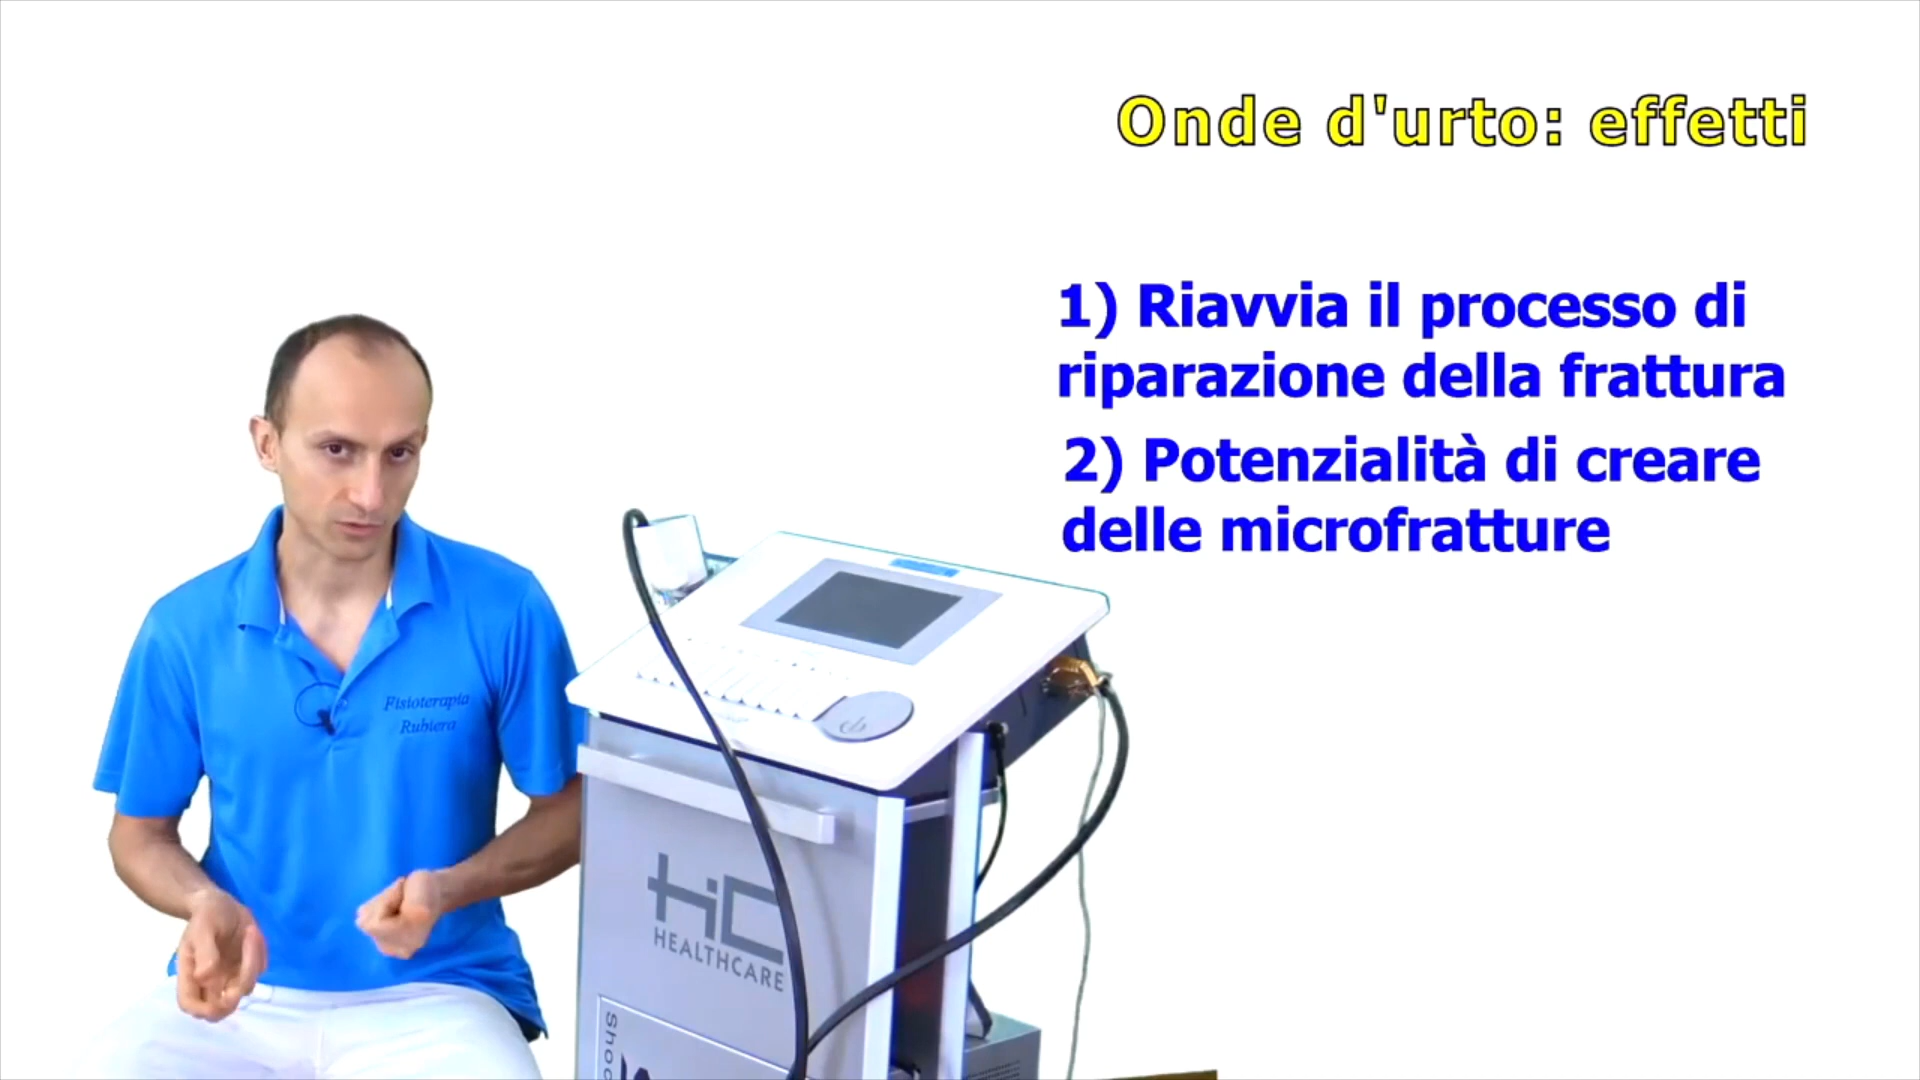 Onde d'urto: effetti
1) Riavvia il processo di
riparazione della frattura
2) Potenzialità di creare
delle microfratture
Fisioterapia
Rubiera
HC
HEALTHCARE